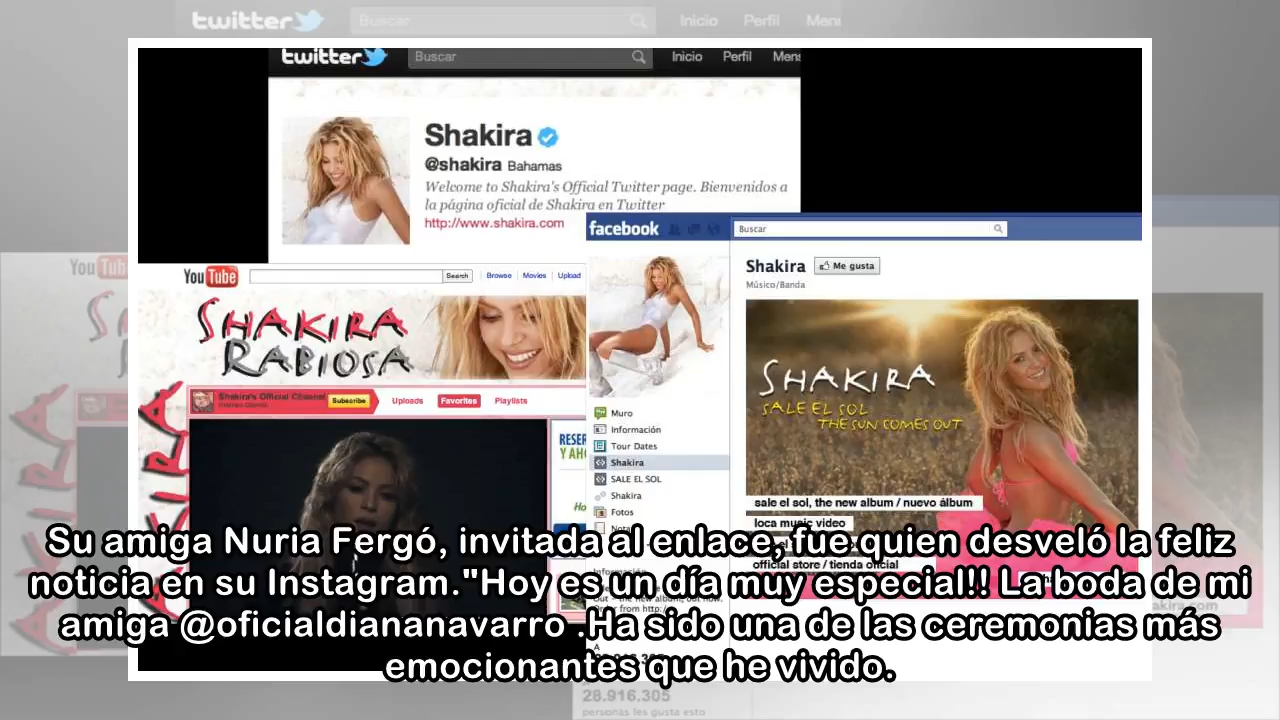 twitter Buscar Inicio Perfil Menú
twitter Buscar Inicio Perfil Mens
Shakira
@shakira Bahamas
Welcome to Shakira's Official Twitter page. Bienvenidos a
la página oficial de Shakira en Twitter
http://www.shakira.com
facebook Buscar
Shakira Me gusta
Músico/Banda
YouTube Search Browse Movies Upload
SHAKIRA
RABIOSA
Shakira's Official Channel Subscribe Uploads Favorites Playlists
SHAKIRA
SALE EL SOL
THE SUN COMES OUT
Muro
Información
Tour Dates
Shakira
SALE EL SOL
Shakira
Fotos
sale el sol, the new album / nuevo álbum
loca music video
official store / tienda oficial
Su amiga Nuria Fergó, invitada al enlace, fue quien desveló la feliz
noticia en su Instagram."Hoy es un día muy especial!! La boda de mi
amiga @oficialdiananavarro .Ha sido una de las ceremonias más
emocionantes que he vivido.
28.916.305
personas les gusta esto